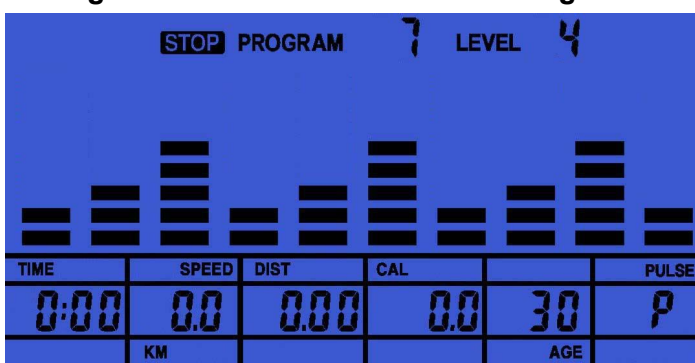 STOP PROGRAM 7 LEVEL 4
TIME SPEED DIST CAL PULSE
0:00 0.0 0.00 0.0 30 P
KM AGE